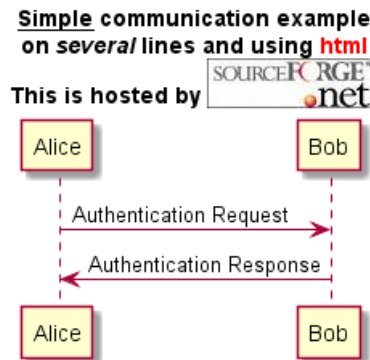 Simple communication example
on several lines and using html
This is hosted by SOURCEFORGE
.net
Alice Bob
Authentication Request
Authentication Response
Alice Bob